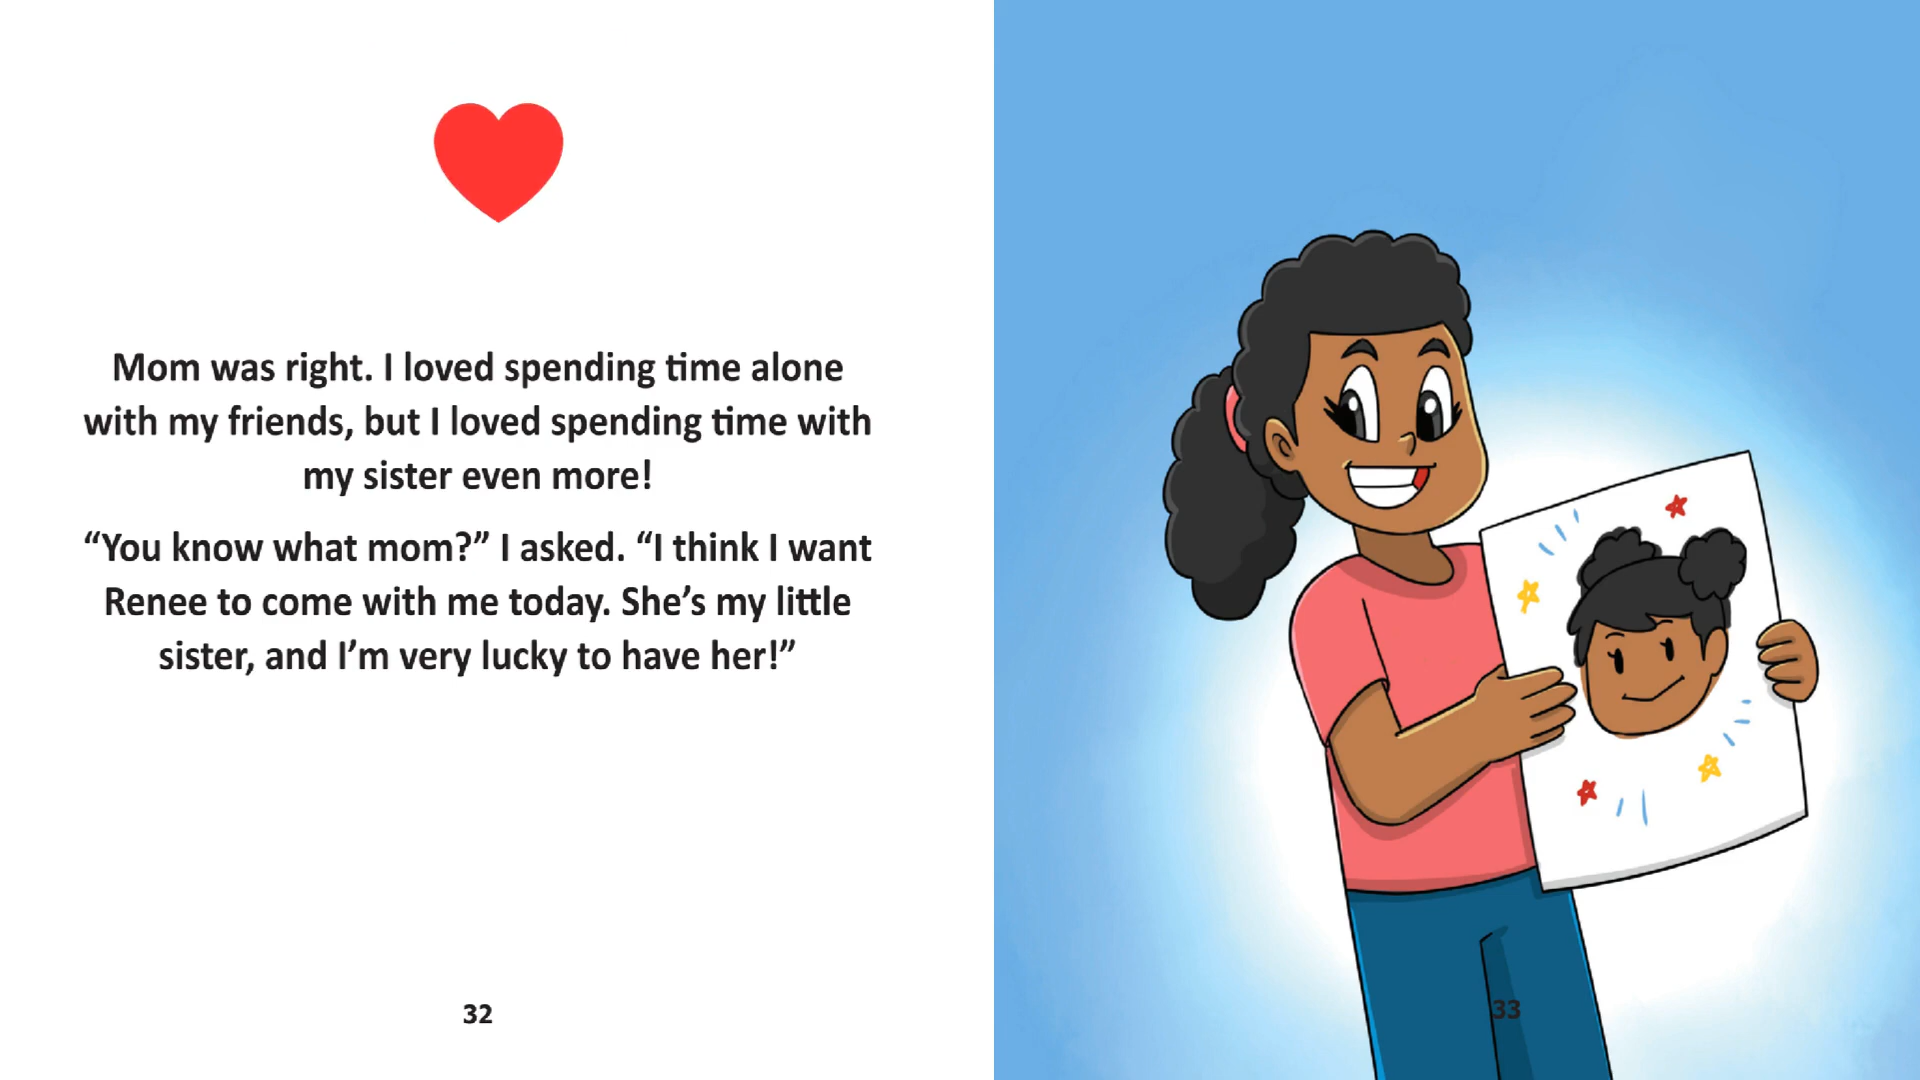 Mom was right. I loved spending time alone
with my friends, but I loved spending time with
my sister even more!
“You know what mom?” I asked. “I think I want
Renee to come with me today. She’s my little
sister, and I’m very lucky to have her!”
32
33